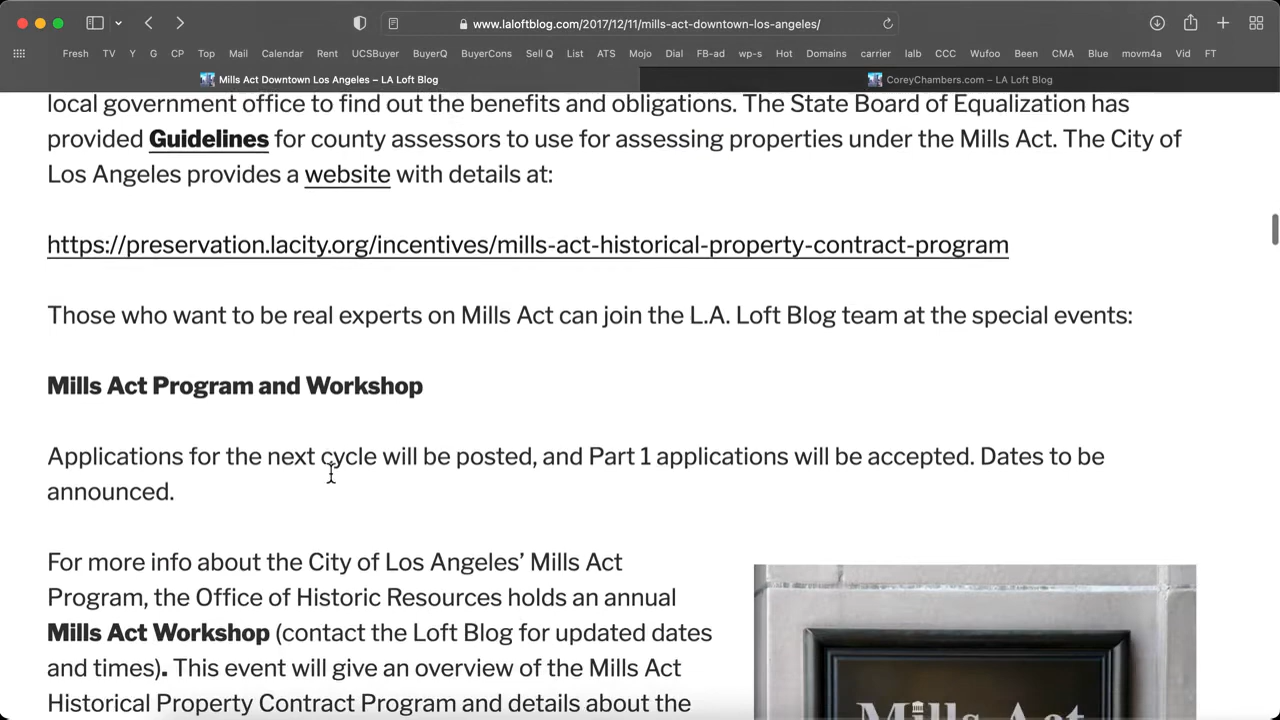 www.laloftblog.com/2017/12/11/mills-act-downtown-los-angeles/
Fresh TV Y G CP Top Mail Calendar Rent UCSBuyer BuyerQ BuyerCons Sell Q List ATS Mojo Dial FB-ad wp-s Hot Domains carrier lalb CCC Wufoo Been CMA Blue movm4a Vid FT
Mills Act Downtown Los Angeles – LA Loft Blog
CoreyChambers.com – LA Loft Blog
local government office to find out the benefits and obligations. The State Board of Equalization has
provided Guidelines for county assessors to use for assessing properties under the Mills Act. The City of
Los Angeles provides a website with details at:
https://preservation.lacity.org/incentives/mills-act-historical-property-contract-program
Those who want to be real experts on Mills Act can join the L.A. Loft Blog team at the special events:
Mills Act Program and Workshop
Applications for the next cycle will be posted, and Part 1 applications will be accepted. Dates to be
announced.
For more info about the City of Los Angeles’ Mills Act
Program, the Office of Historic Resources holds an annual
Mills Act Workshop (contact the Loft Blog for updated dates
and times). This event will give an overview of the Mills Act
Historical Property Contract Program and details about the
Mills Act